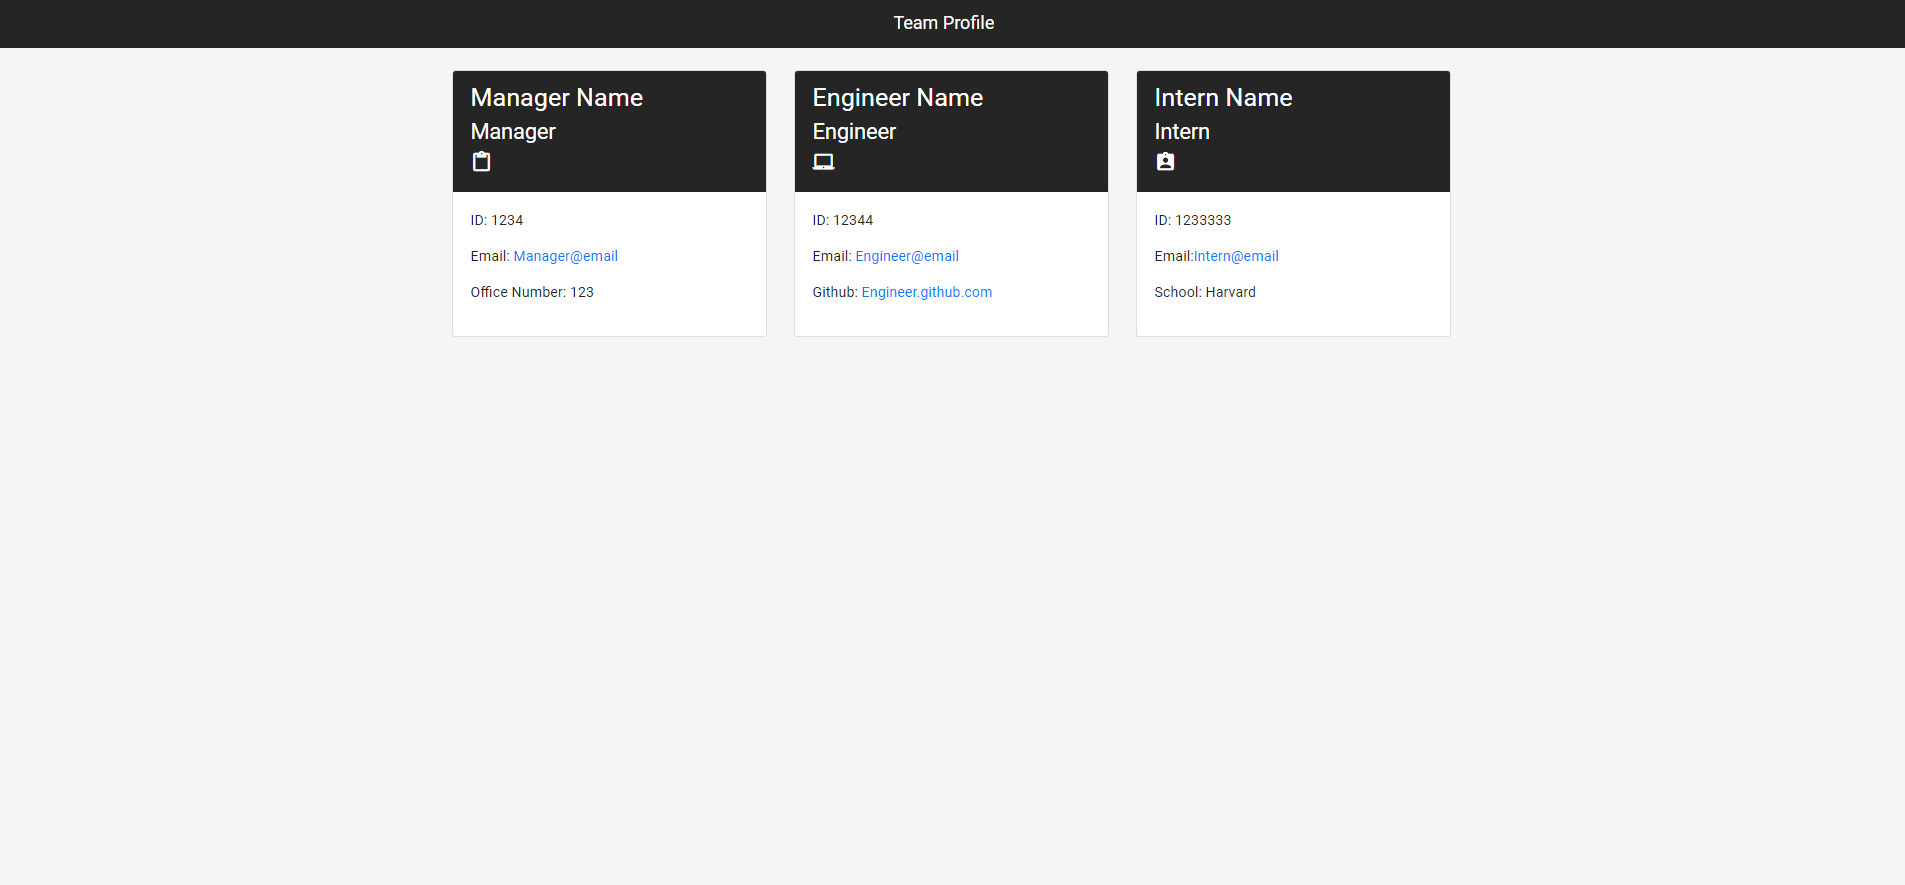 Team Profile
Manager Name
Manager
ID: 1234
Email: Manager@email
Office Number: 123
Engineer Name
Engineer
ID: 12344
Email: Engineer@email
Github: Engineer.github.com
Intern Name
Intern
ID: 1233333
Email:Intern@email
School: Harvard